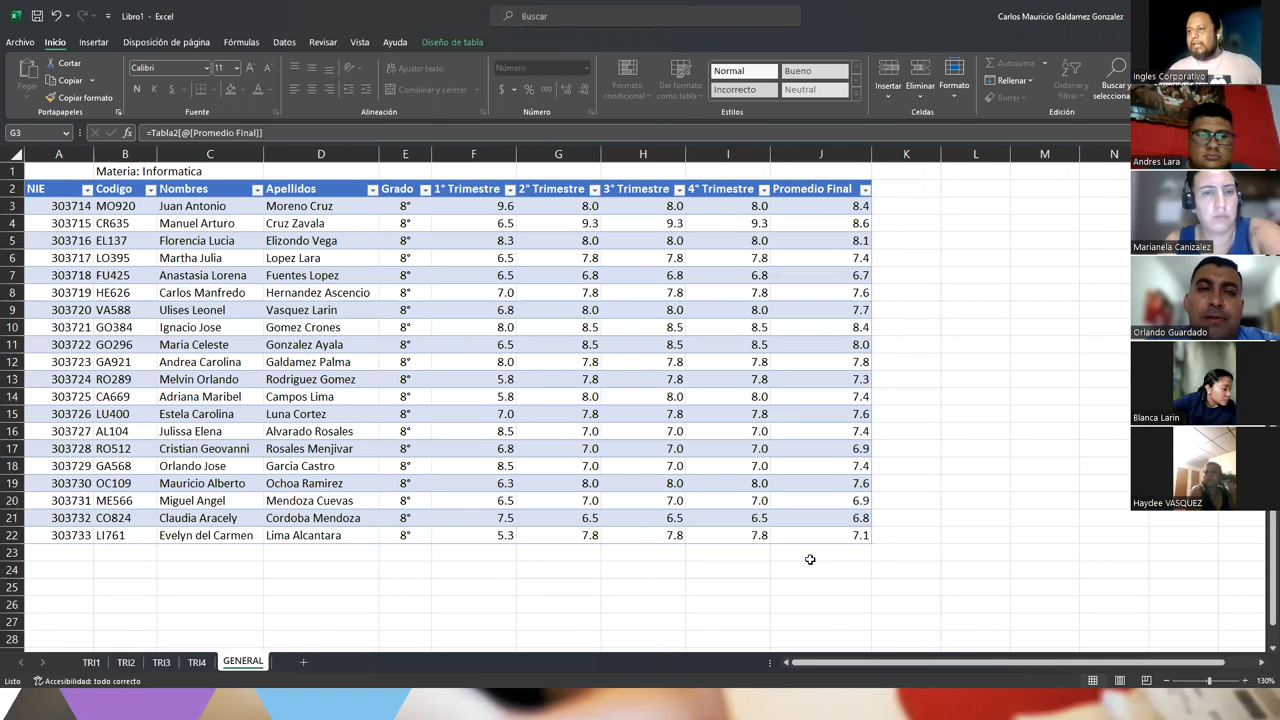 Libro1 - Excel
Buscar
Carlos Mauricio Galdamez Gonzalez
Archivo Inicio Insertar Disposición de página Fórmulas Datos Revisar Vista Ayuda Diseño de tabla
Pegar
Cortar
Copiar
Copiar formato
Portapapeles
Calibri 11
N K S
Fuente
Ajustar texto
Combinar y centrar
Alineación
Número
Número
Formato condicional
Dar formato como tabla
Normal Bueno
Incorrecto Neutral
Estilos
Insertar Eliminar Formato
Celdas
Autosuma
Rellenar
Borrar
Ordenar y filtrar
Buscar y selecciona
Edición
G3 fx =Tabla2[@[Promedio Final]]
A B C D E F G H I J K L M N
1 Materia: Informatica
2 NIE Codigo Nombres Apellidos Grado 1° Trimestre 2° Trimestre 3° Trimestre 4° Trimestre Promedio Final
3 303714 MO920 Juan Antonio Moreno Cruz 8° 9.6 8.0 8.0 8.0 8.4
4 303715 CR635 Manuel Arturo Cruz Zavala 8° 6.5 9.3 9.3 9.3 8.6
5 303716 EL137 Florencia Lucia Elizondo Vega 8° 8.3 8.0 8.0 8.0 8.1
6 303717 LO395 Martha Julia Lopez Lara 8° 6.5 7.8 7.8 7.8 7.4
7 303718 FU425 Anastasia Lorena Fuentes Lopez 8° 6.5 6.8 6.8 6.8 6.7
8 303719 HE626 Carlos Manfredo Hernandez Ascencio 8° 7.0 7.8 7.8 7.8 7.6
9 303720 VA588 Ulises Leonel Vasquez Larin 8° 6.8 8.0 8.0 8.0 7.7
10 303721 GO384 Ignacio Jose Gomez Crones 8° 8.0 8.5 8.5 8.5 8.4
11 303722 GO296 Maria Celeste Gonzalez Ayala 8° 6.5 8.5 8.5 8.5 8.0
12 303723 GA921 Andrea Carolina Galdamez Palma 8° 8.0 7.8 7.8 7.8 7.8
13 303724 RO289 Melvin Orlando Rodriguez Gomez 8° 5.8 7.8 7.8 7.8 7.3
14 303725 CA669 Adriana Maribel Campos Lima 8° 5.8 8.0 8.0 8.0 7.4
15 303726 LU400 Estela Carolina Luna Cortez 8° 7.0 7.8 7.8 7.8 7.6
16 303727 AL104 Julissa Elena Alvarado Rosales 8° 8.5 7.0 7.0 7.0 7.4
17 303728 RO512 Cristian Geovanni Rosales Menjivar 8° 6.8 7.0 7.0 7.0 6.9
18 303729 GA568 Orlando Jose Garcia Castro 8° 8.5 7.0 7.0 7.0 7.4
19 303730 OC109 Mauricio Alberto Ochoa Ramirez 8° 6.3 8.0 8.0 8.0 7.6
20 303731 ME566 Miguel Angel Mendoza Cuevas 8° 6.5 7.0 7.0 7.0 6.9
21 303732 CO824 Claudia Aracely Cordoba Mendoza 8° 7.5 6.5 6.5 6.5 6.8
22 303733 LI761 Evelyn del Carmen Lima Alcantara 8° 5.3 7.8 7.8 7.8 7.1
23
24
25
26
27
28
TRI1 TRI2 TRI3 TRI4 GENERAL
Listo Accesibilidad: todo correcto 130%
Ingles Corporativo
Andres Lara
Marianela Canizalez
Orlando Guardado
Blanca Larin
Haydee VASQUEZ